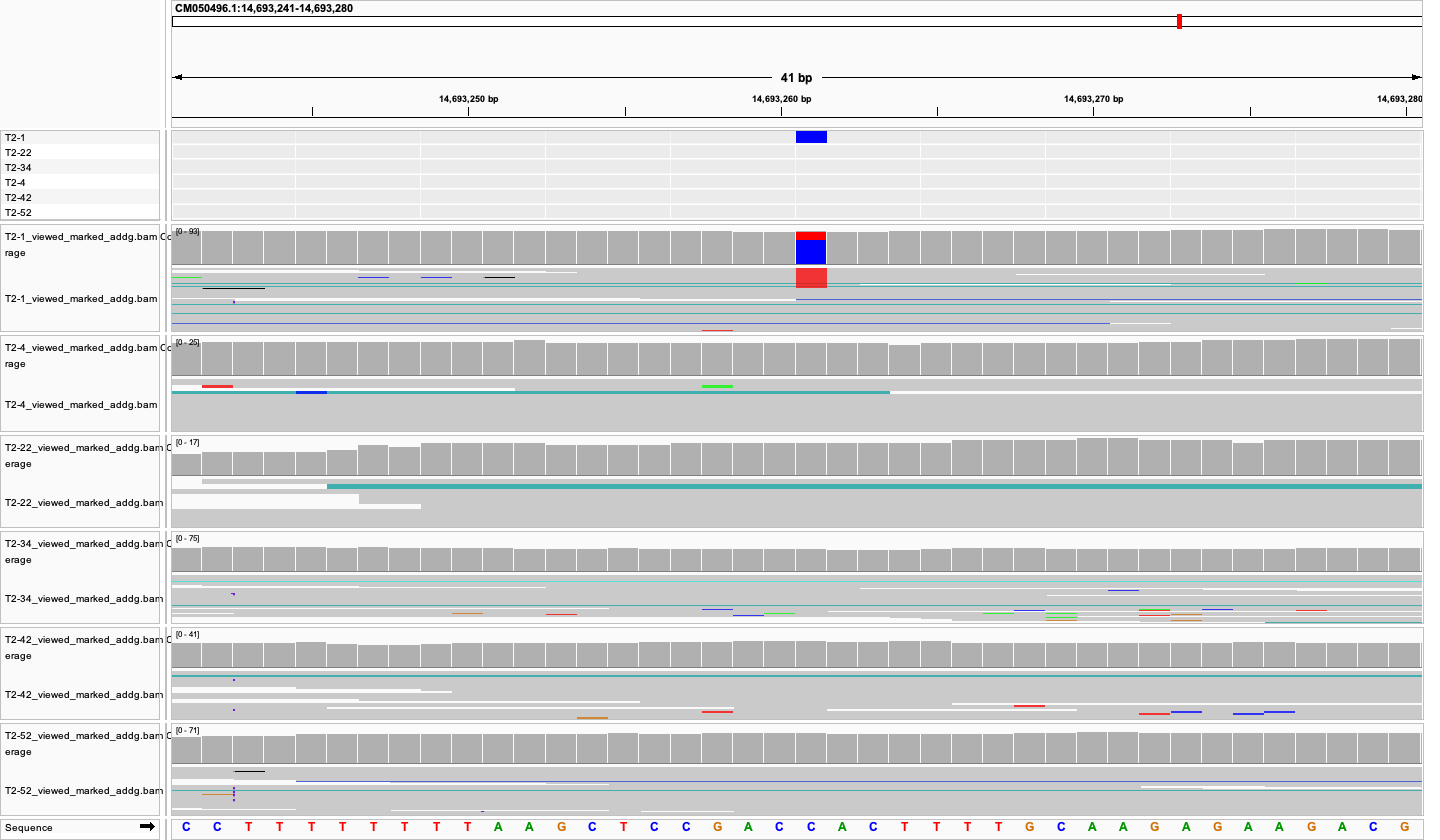 CM050496.1:14,693,241-14,693,280
41 bp
14,693,250 bp 14,693,260 bp 14,693,270 bp 14,693,280
T2-1
T2-22
T2-34
T2-4
T2-42
T2-52
T2-1_viewed_marked_addg.bam Co
rage
[0 - 93]
T2-1_viewed_marked_addg.bam
T2-4_viewed_marked_addg.bam Co
rage
[0 - 25]
T2-4_viewed_marked_addg.bam
T2-22_viewed_marked_addg.bam C
erage
[0 - 17]
T2-22_viewed_marked_addg.bam
T2-34_viewed_marked_addg.bam C
erage
[0 - 75]
T2-34_viewed_marked_addg.bam
T2-42_viewed_marked_addg.bam C
erage
[0 - 41]
T2-42_viewed_marked_addg.bam
T2-52_viewed_marked_addg.bam C
erage
[0 - 71]
T2-52_viewed_marked_addg.bam
Sequence C C T T T T T T T T A A G C T C C G A C C A C T T T T G C A A G A G A A G A C G